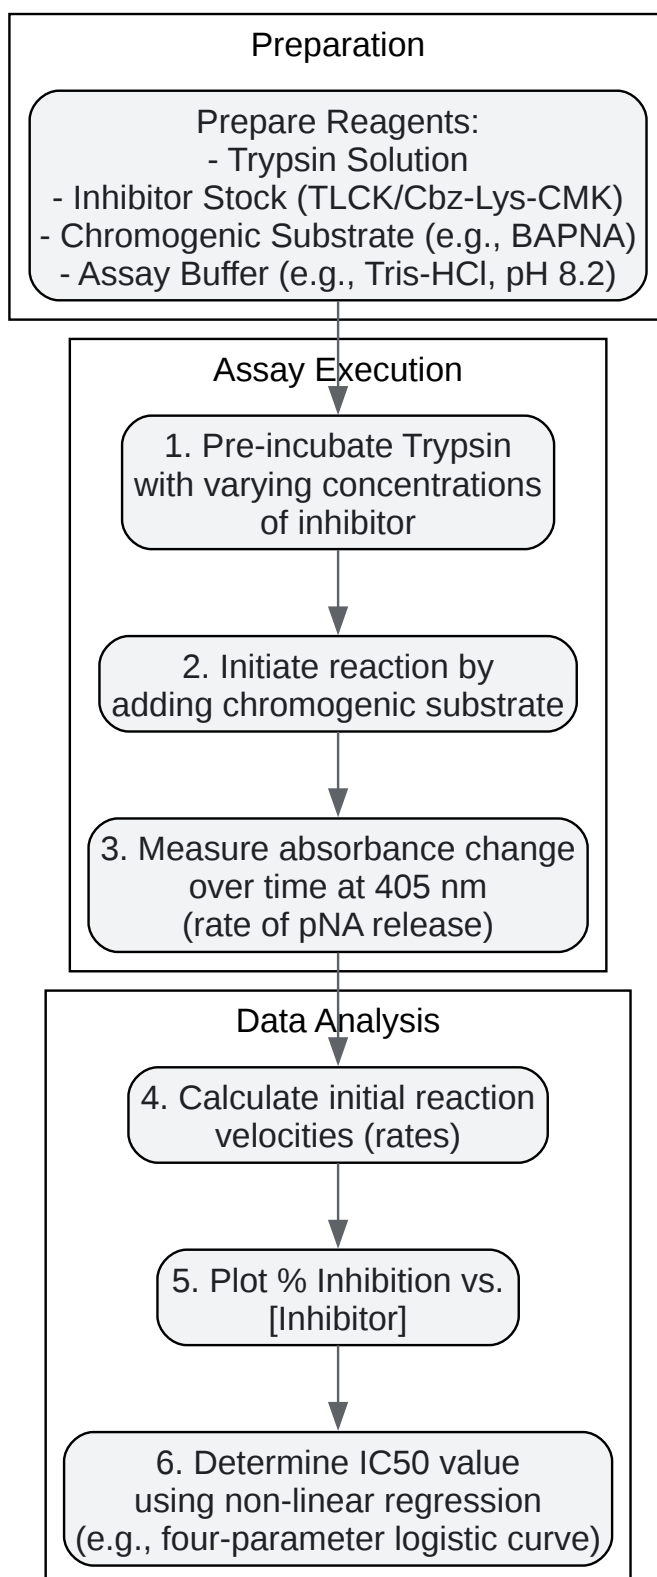 Preparation
Prepare Reagents:
- Trypsin Solution
- Inhibitor Stock (TLCK/Cbz-Lys-CMK)
- Chromogenic Substrate (e.g., BAPNA)
- Assay Buffer (e.g., Tris-HCl, pH 8.2)
Assay Execution
1. Pre-incubate Trypsin
with varying concentrations
of inhibitor
2. Initiate reaction by
adding chromogenic substrate
3. Measure absorbance change
over time at 405 nm
(rate of pNA release)
Data Analysis
4. Calculate initial reaction
velocities (rates)
5. Plot % Inhibition vs.
[Inhibitor]
6. Determine IC50 value
using non-linear regression
(e.g., four-parameter logistic curve)